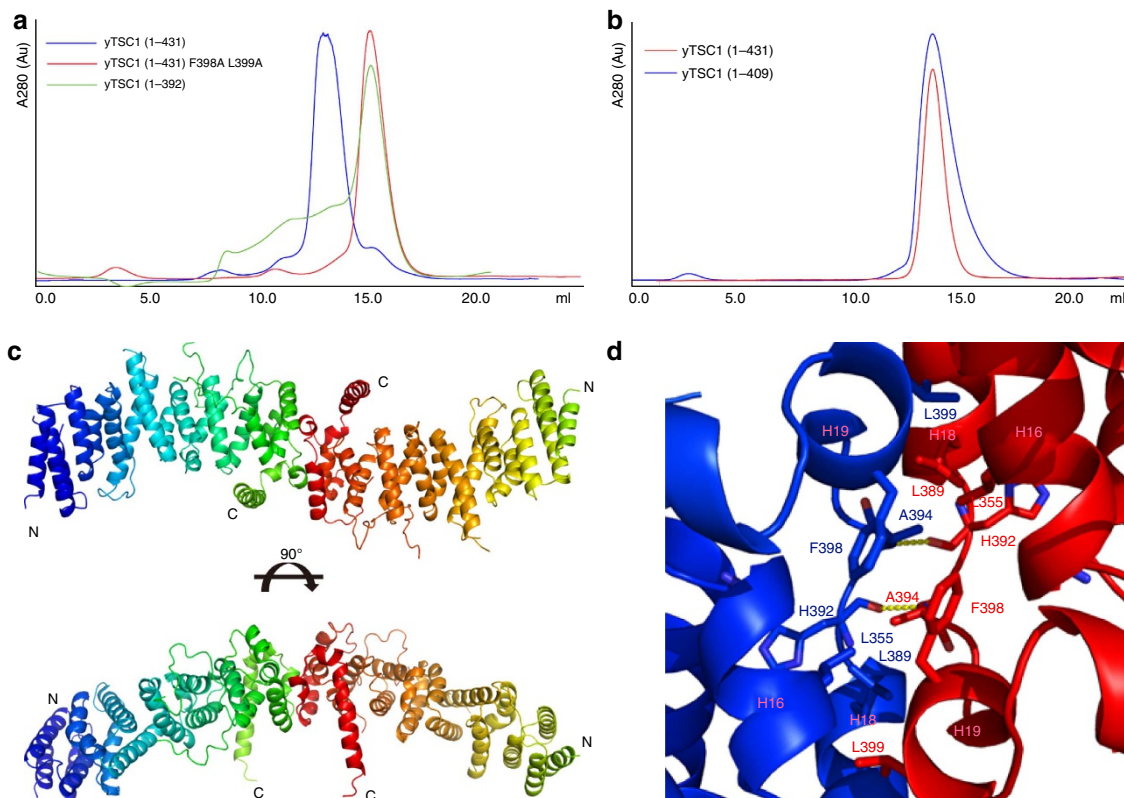 a
yTSC1 (1–431)
yTSC1 (1–431) F398A L399A
yTSC1 (1–392)
A280 (Au)
0.0 5.0 10.0 15.0 20.0 ml
b
yTSC1 (1–431)
yTSC1 (1–409)
A280 (Au)
0.0 5.0 10.0 15.0 20.0 ml
c
C
N
N
C
90°
N
N
C
C
d
L399
H19
H18
H16
L389
L355
A394
H392
F398
A394
F398
H392
L355
L389
H16
H18
H19
L399